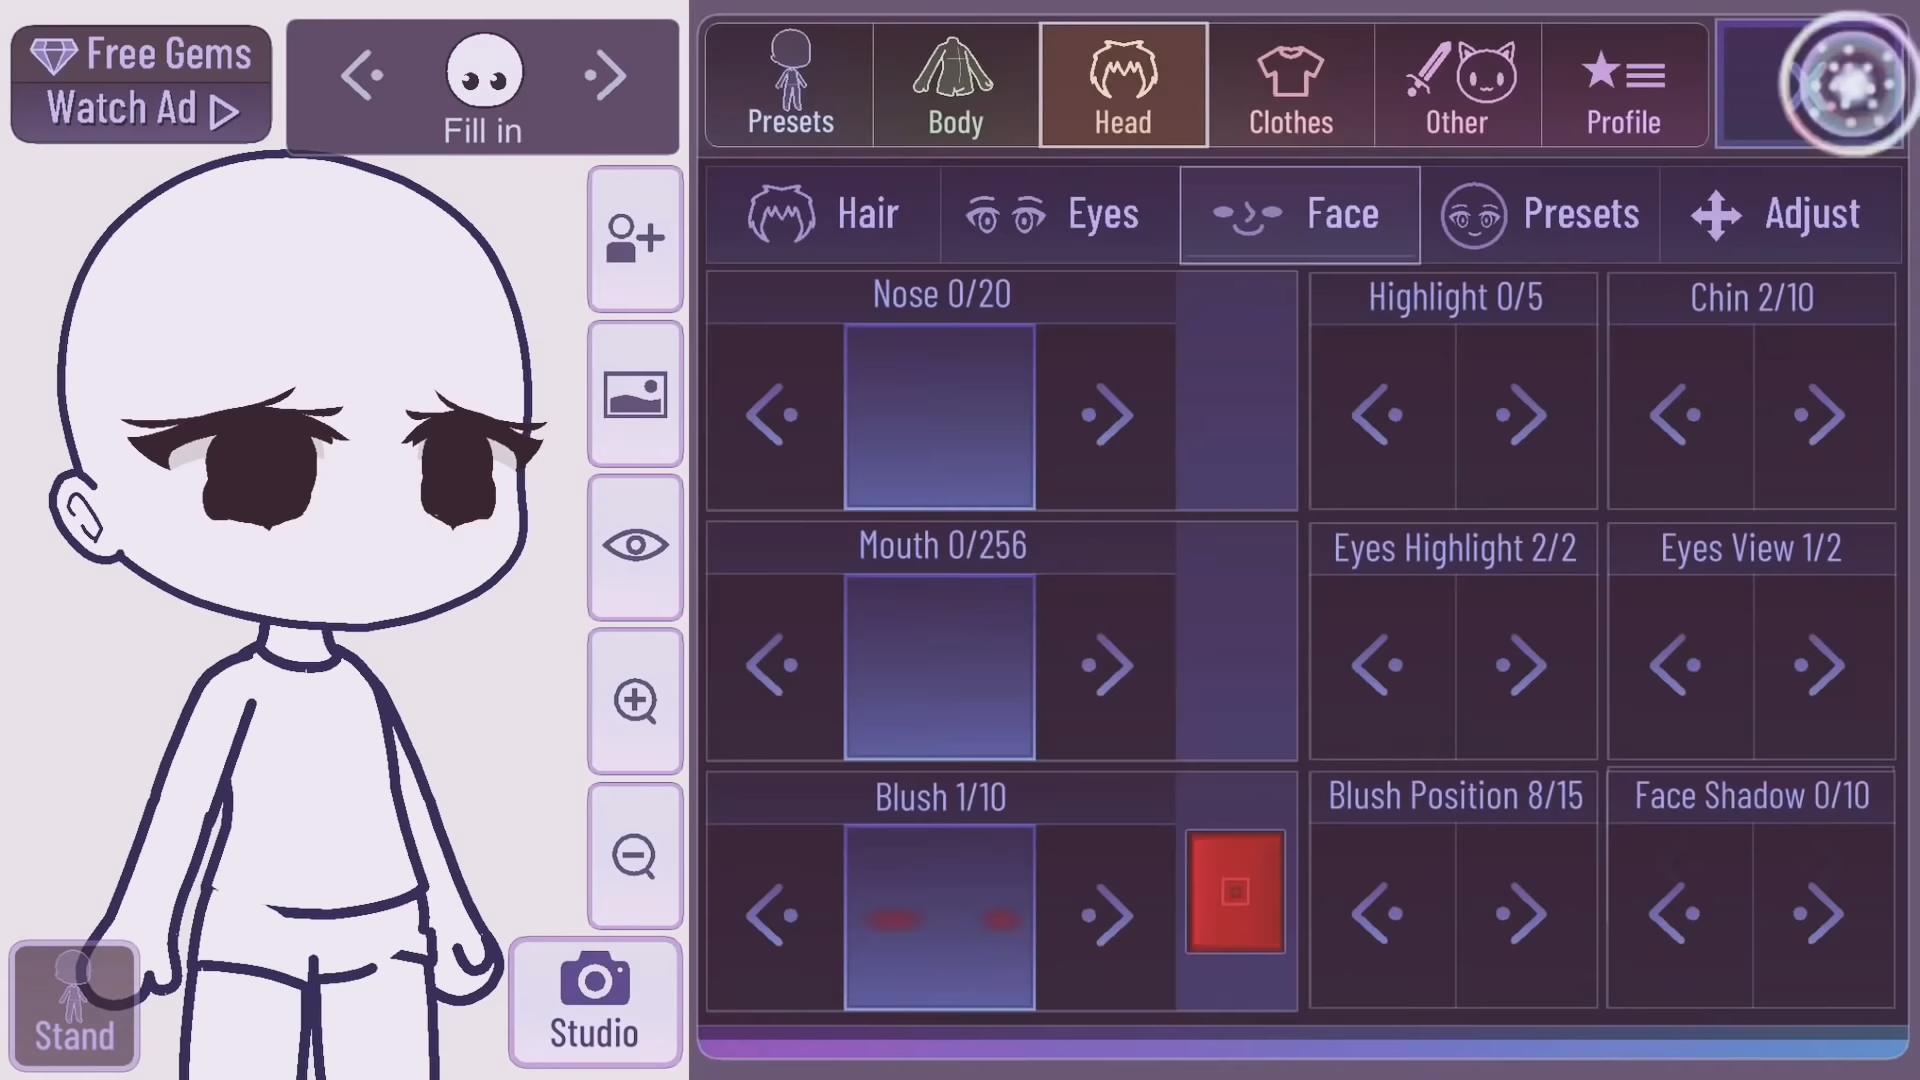 Free Gems
Watch Ad
Fill in
Presets
Body
Head
Clothes
Other
Profile
Hair
Eyes
Face
Presets
Adjust
Nose 0/20
Highlight 0/5
Chin 2/10
Mouth 0/256
Eyes Highlight 2/2
Eyes View 1/2
Blush 1/10
Blush Position 8/15
Face Shadow 0/10
Stand
Studio